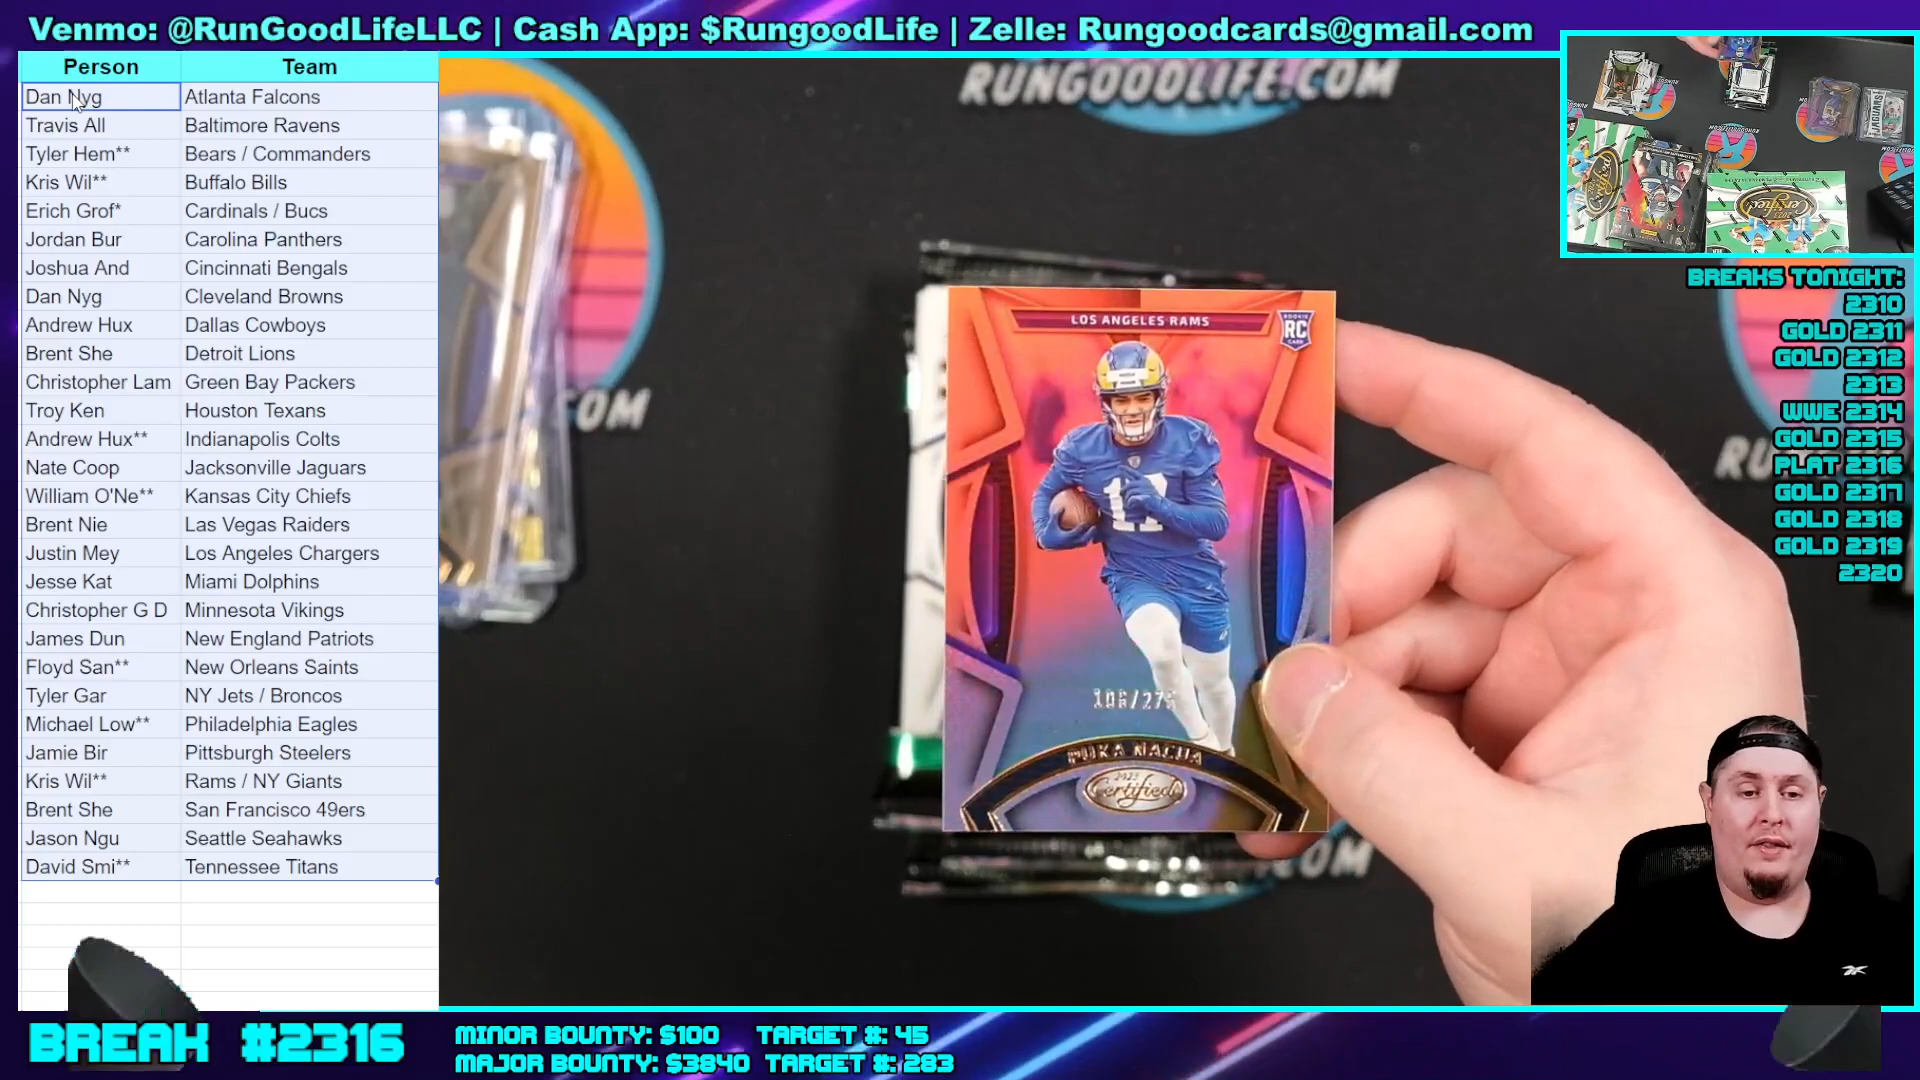 Venmo: @RunGoodLifeLLC | Cash App: $RungoodLife | Zelle: Rungoodcards@gmail.com
Person Team
Dan Nyg Atlanta Falcons
Travis All Baltimore Ravens
Tyler Hem** Bears / Commanders
Kris Wil** Buffalo Bills
Erich Grof* Cardinals / Bucs
Jordan Bur Carolina Panthers
Joshua And Cincinnati Bengals
Dan Nyg Cleveland Browns
Andrew Hux Dallas Cowboys
Brent She Detroit Lions
Christopher Lam Green Bay Packers
Troy Ken Houston Texans
Andrew Hux** Indianapolis Colts
Nate Coop Jacksonville Jaguars
William O'Ne** Kansas City Chiefs
Brent Nie Las Vegas Raiders
Justin Mey Los Angeles Chargers
Jesse Kat Miami Dolphins
Christopher G D Minnesota Vikings
James Dun New England Patriots
Floyd San** New Orleans Saints
Tyler Gar NY Jets / Broncos
Michael Low** Philadelphia Eagles
Jamie Bir Pittsburgh Steelers
Kris Wil** Rams / NY Giants
Brent She San Francisco 49ers
Jason Ngu Seattle Seahawks
David Smi** Tennessee Titans
RUNGOODLIFE.COM
.COM
LOS ANGELES RAMS
ROOKIE
RC
CARD
17
106/275
PUKA NACUA
2023
Certified
JAGUARS
Certified
BREAKS TONIGHT:
2310
GOLD 2311
GOLD 2312
2313
WWE 2314
GOLD 2315
PLAT 2316
GOLD 2317
GOLD 2318
GOLD 2319
2320
BREAK #2316
MINOR BOUNTY: $100 TARGET #: 45
MAJOR BOUNTY: $3840 TARGET #: 283